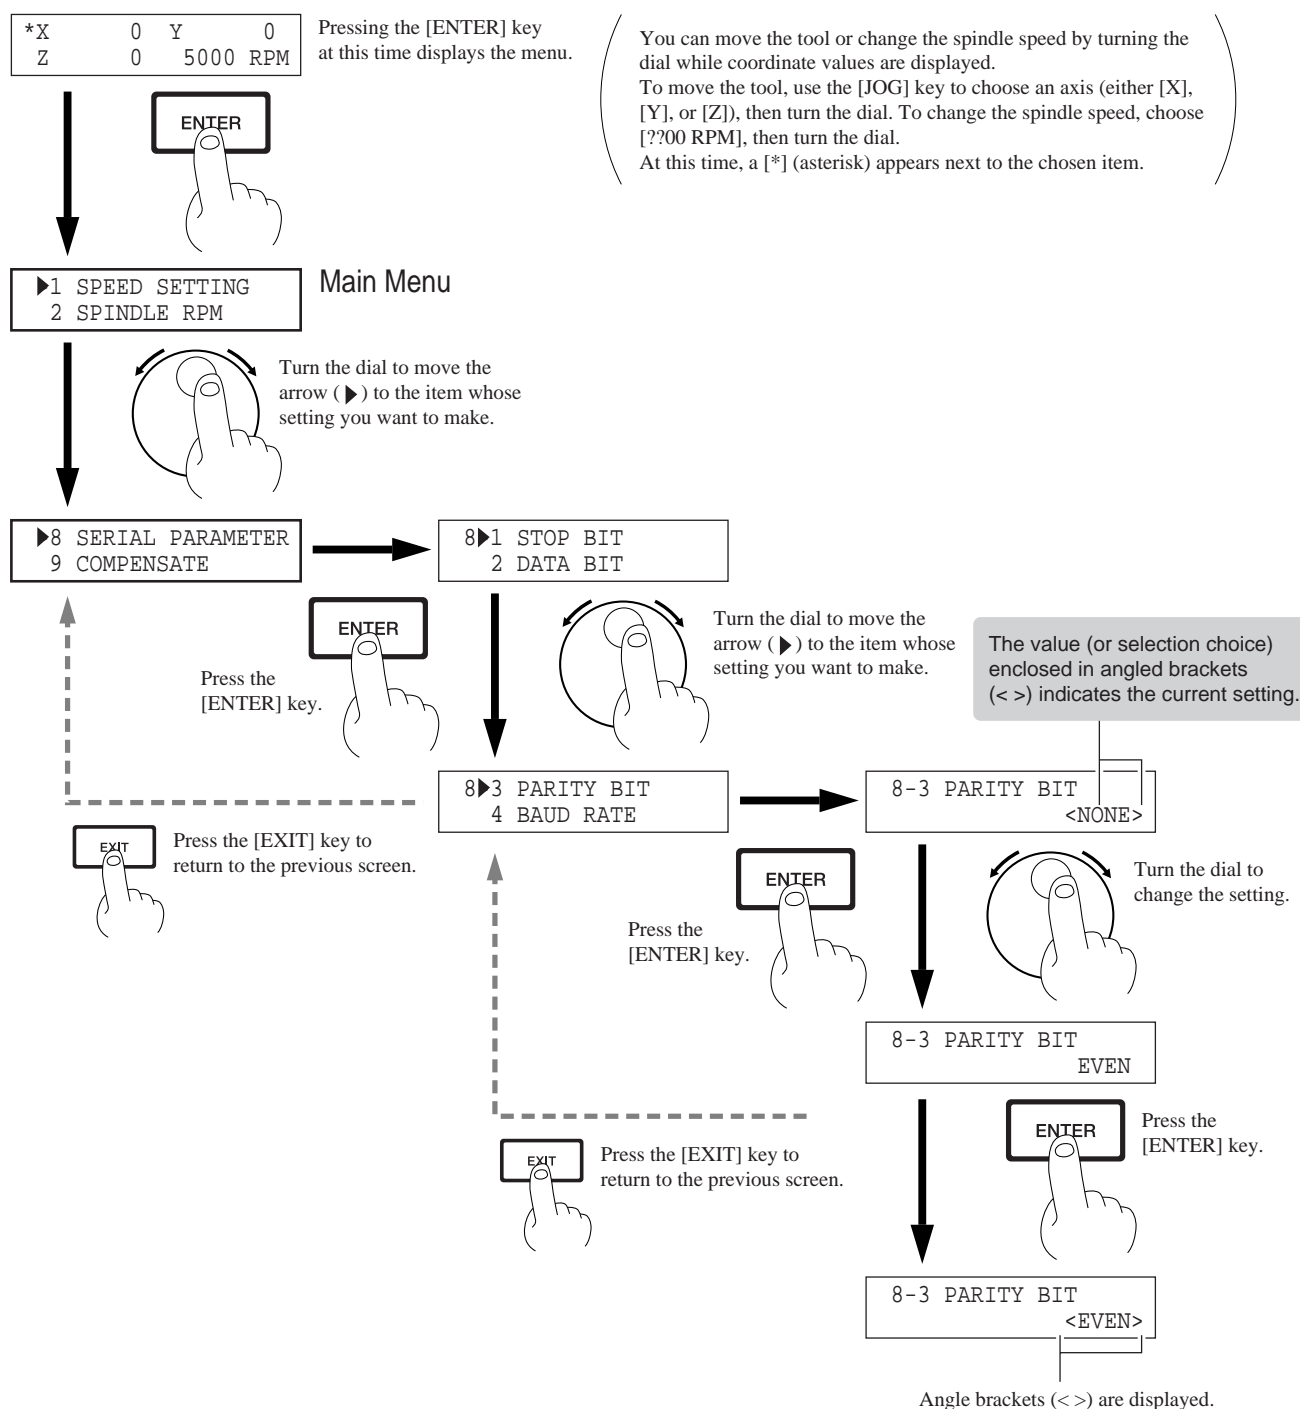 *X 0 Y 0
Z 0 5000 RPM
Pressing the [ENTER] key
at this time displays the menu.
You can move the tool or change the spindle speed by turning the
dial while coordinate values are displayed.
To move the tool, use the [JOG] key to choose an axis (either [X],
[Y], or [Z]), then turn the dial. To change the spindle speed, choose
[??00 RPM], then turn the dial.
At this time, a [*] (asterisk) appears next to the chosen item.
ENTER
▶1 SPEED SETTING
2 SPINDLE RPM
Main Menu
Turn the dial to move the
arrow (▶) to the item whose
setting you want to make.
▶8 SERIAL PARAMETER
9 COMPENSATE
8▶1 STOP BIT
2 DATA BIT
ENTER
Press the
[ENTER] key.
Turn the dial to move the
arrow (▶) to the item whose
setting you want to make.
The value (or selection choice)
enclosed in angled brackets
(< >) indicates the current setting.
8▶3 PARITY BIT
4 BAUD RATE
8-3 PARITY BIT
<NONE>
EXIT
Press the [EXIT] key to
return to the previous screen.
ENTER
Press the
[ENTER] key.
Turn the dial to
change the setting.
8-3 PARITY BIT
EVEN
EXIT
Press the [EXIT] key to
return to the previous screen.
ENTER
Press the
[ENTER] key.
8-3 PARITY BIT
<EVEN>
Angle brackets (< >) are displayed.